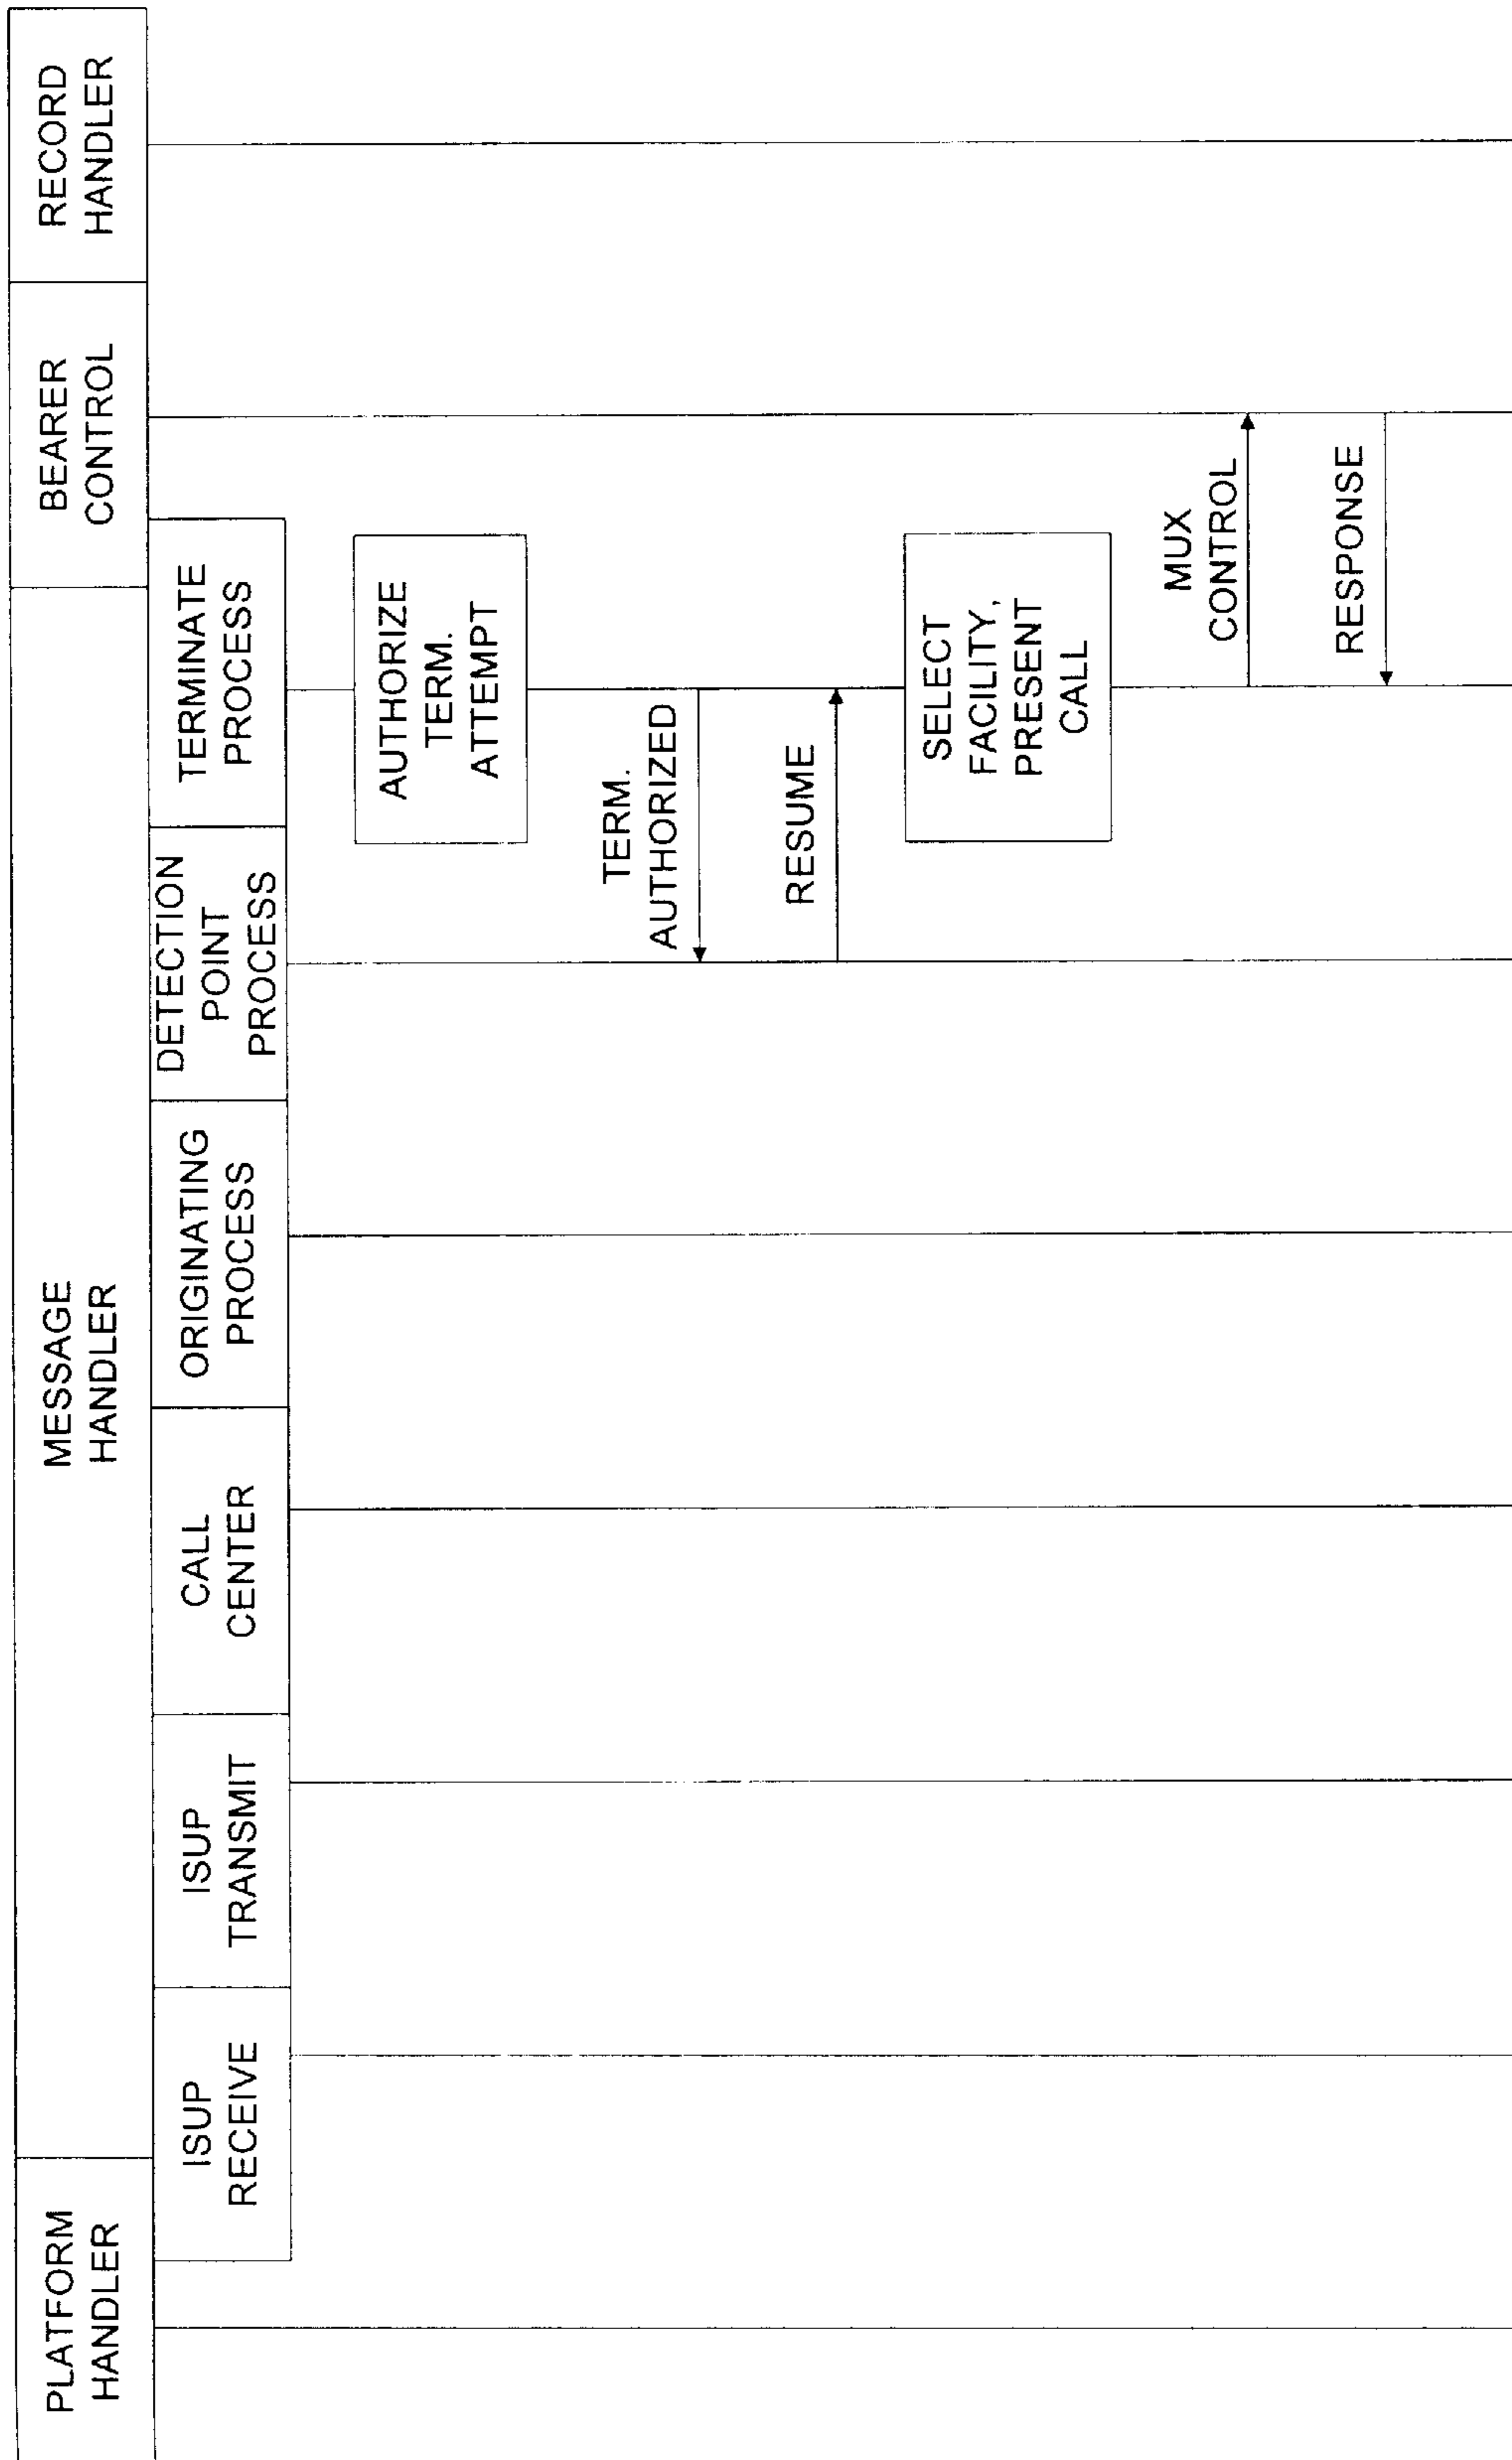 PLATFORM
HANDLER
MESSAGE
HANDLER
BEARER
CONTROL
RECORD
HANDLER
ISUP
RECEIVE
ISUP
TRANSMIT
CALL
CENTER
ORIGINATING
PROCESS
DETECTION
POINT
PROCESS
TERMINATE
PROCESS
AUTHORIZE
TERM.
ATTEMPT
TERM.
AUTHORIZED
RESUME
SELECT
FACILITY,
PRESENT
CALL
MUX
CONTROL
RESPONSE